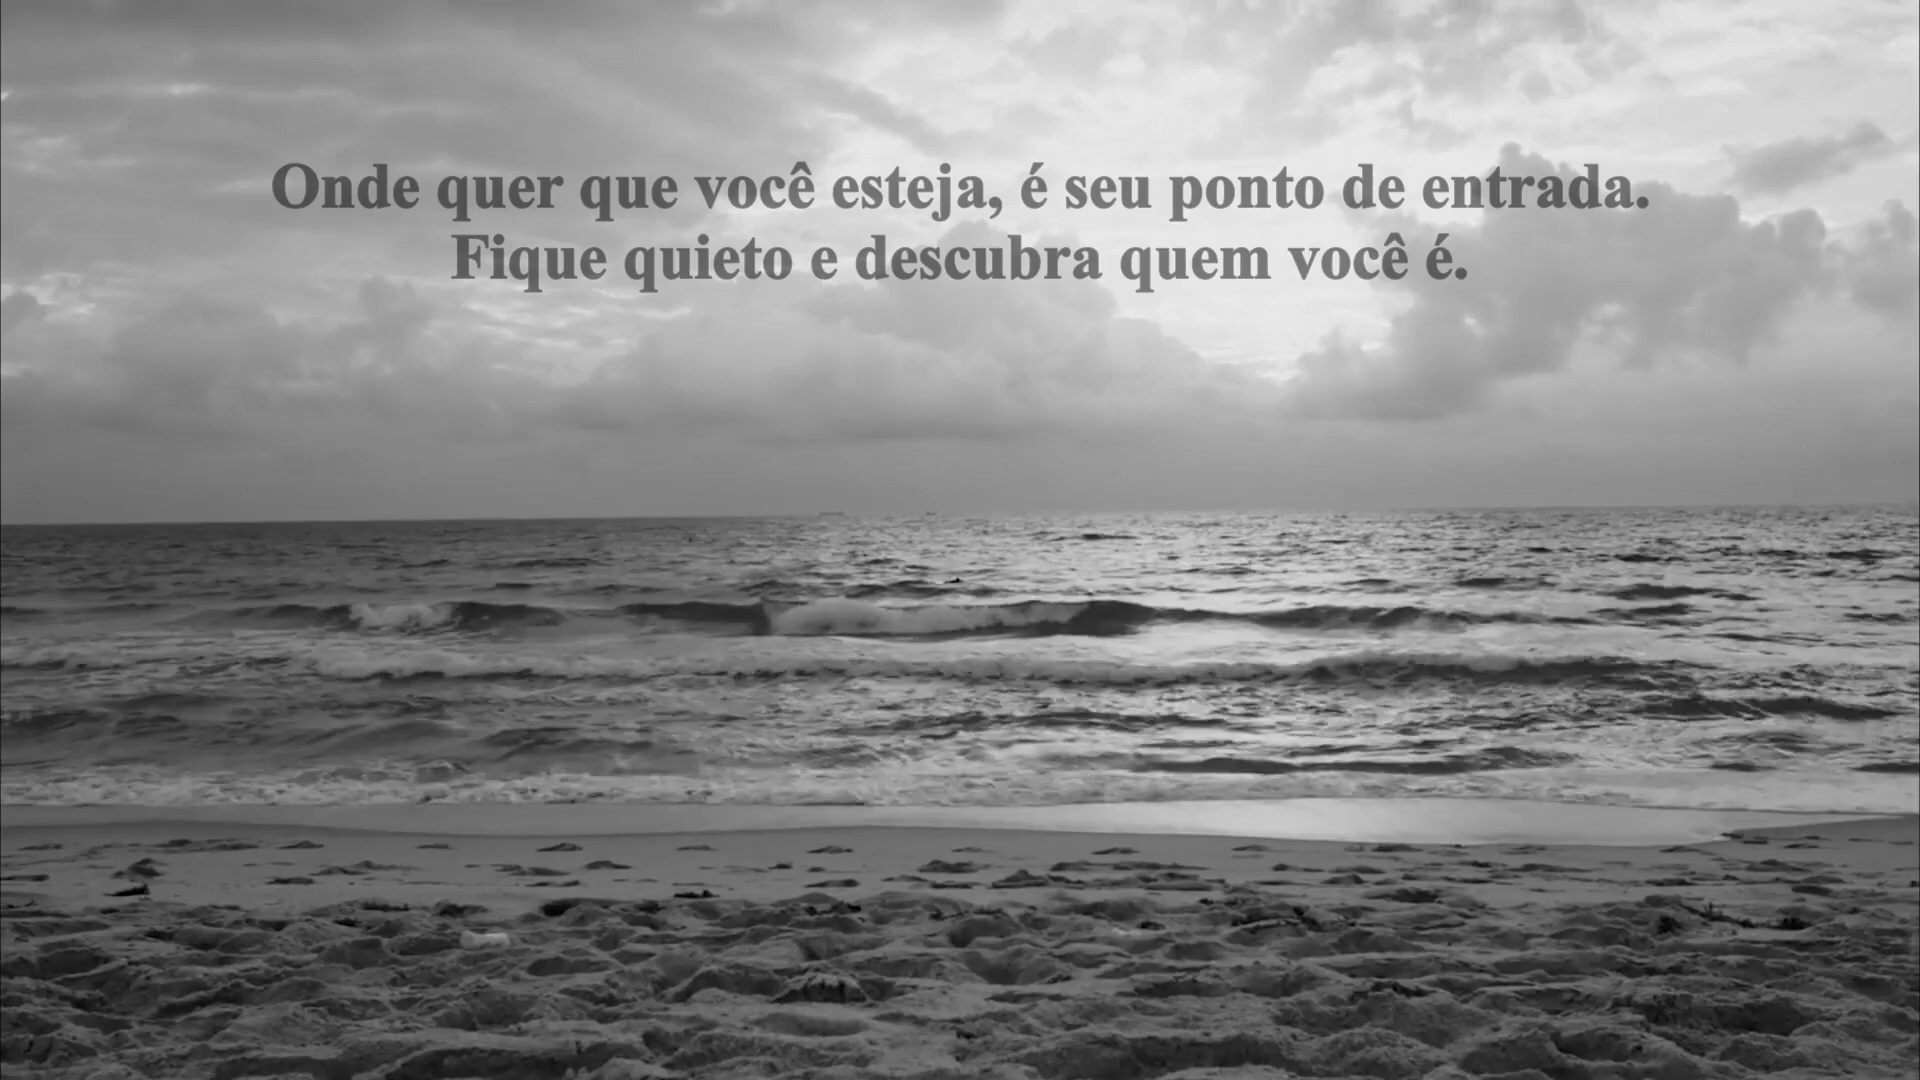 Onde quer que você esteja, é seu ponto de entrada.
Fique quieto e descubra quem você é.